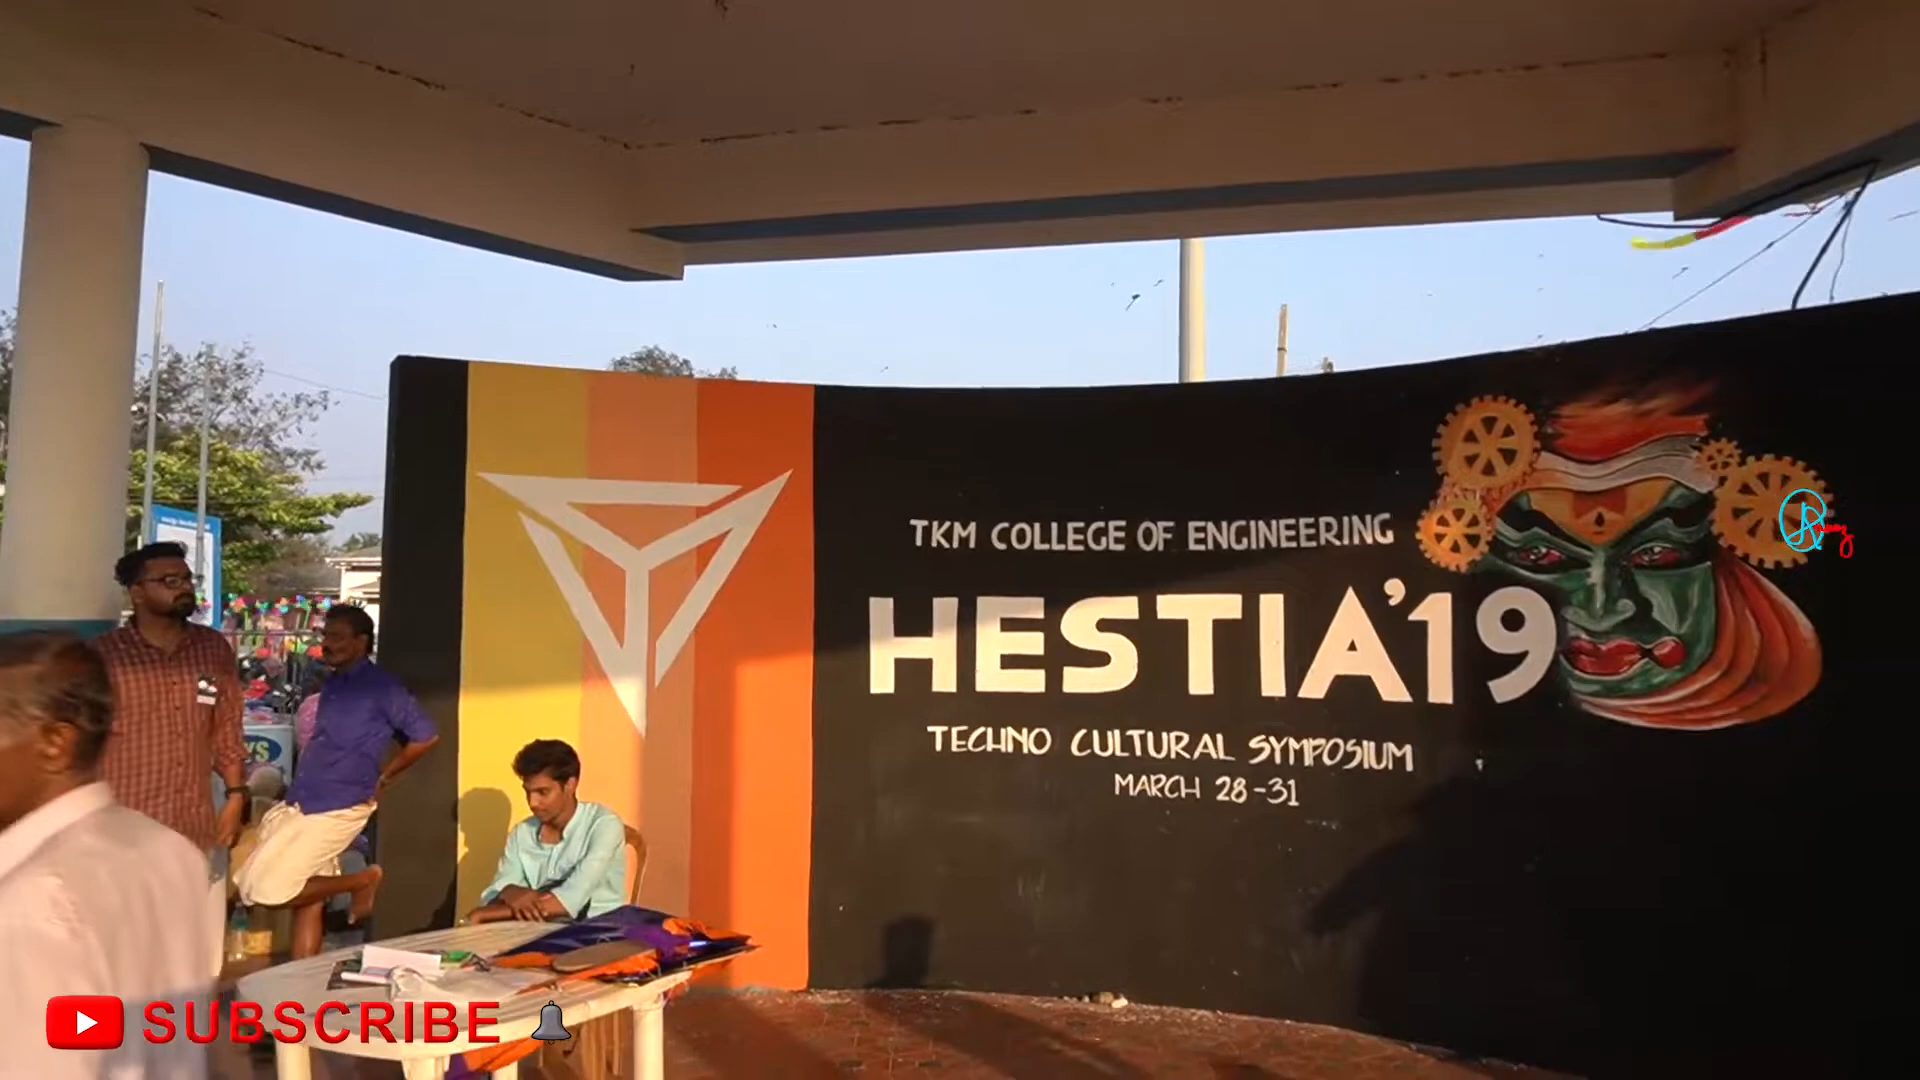 TKM COLLEGE OF ENGINEERING
HESTIA'19
TECHNO CULTURAL SYMPOSIUM
MARCH 28-31
SUBSCRIBE